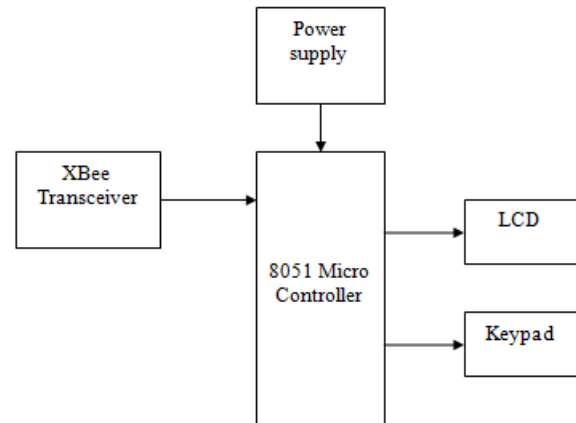 Power
supply
XBee
Transceiver
8051 Micro
Controller
LCD
Keypad